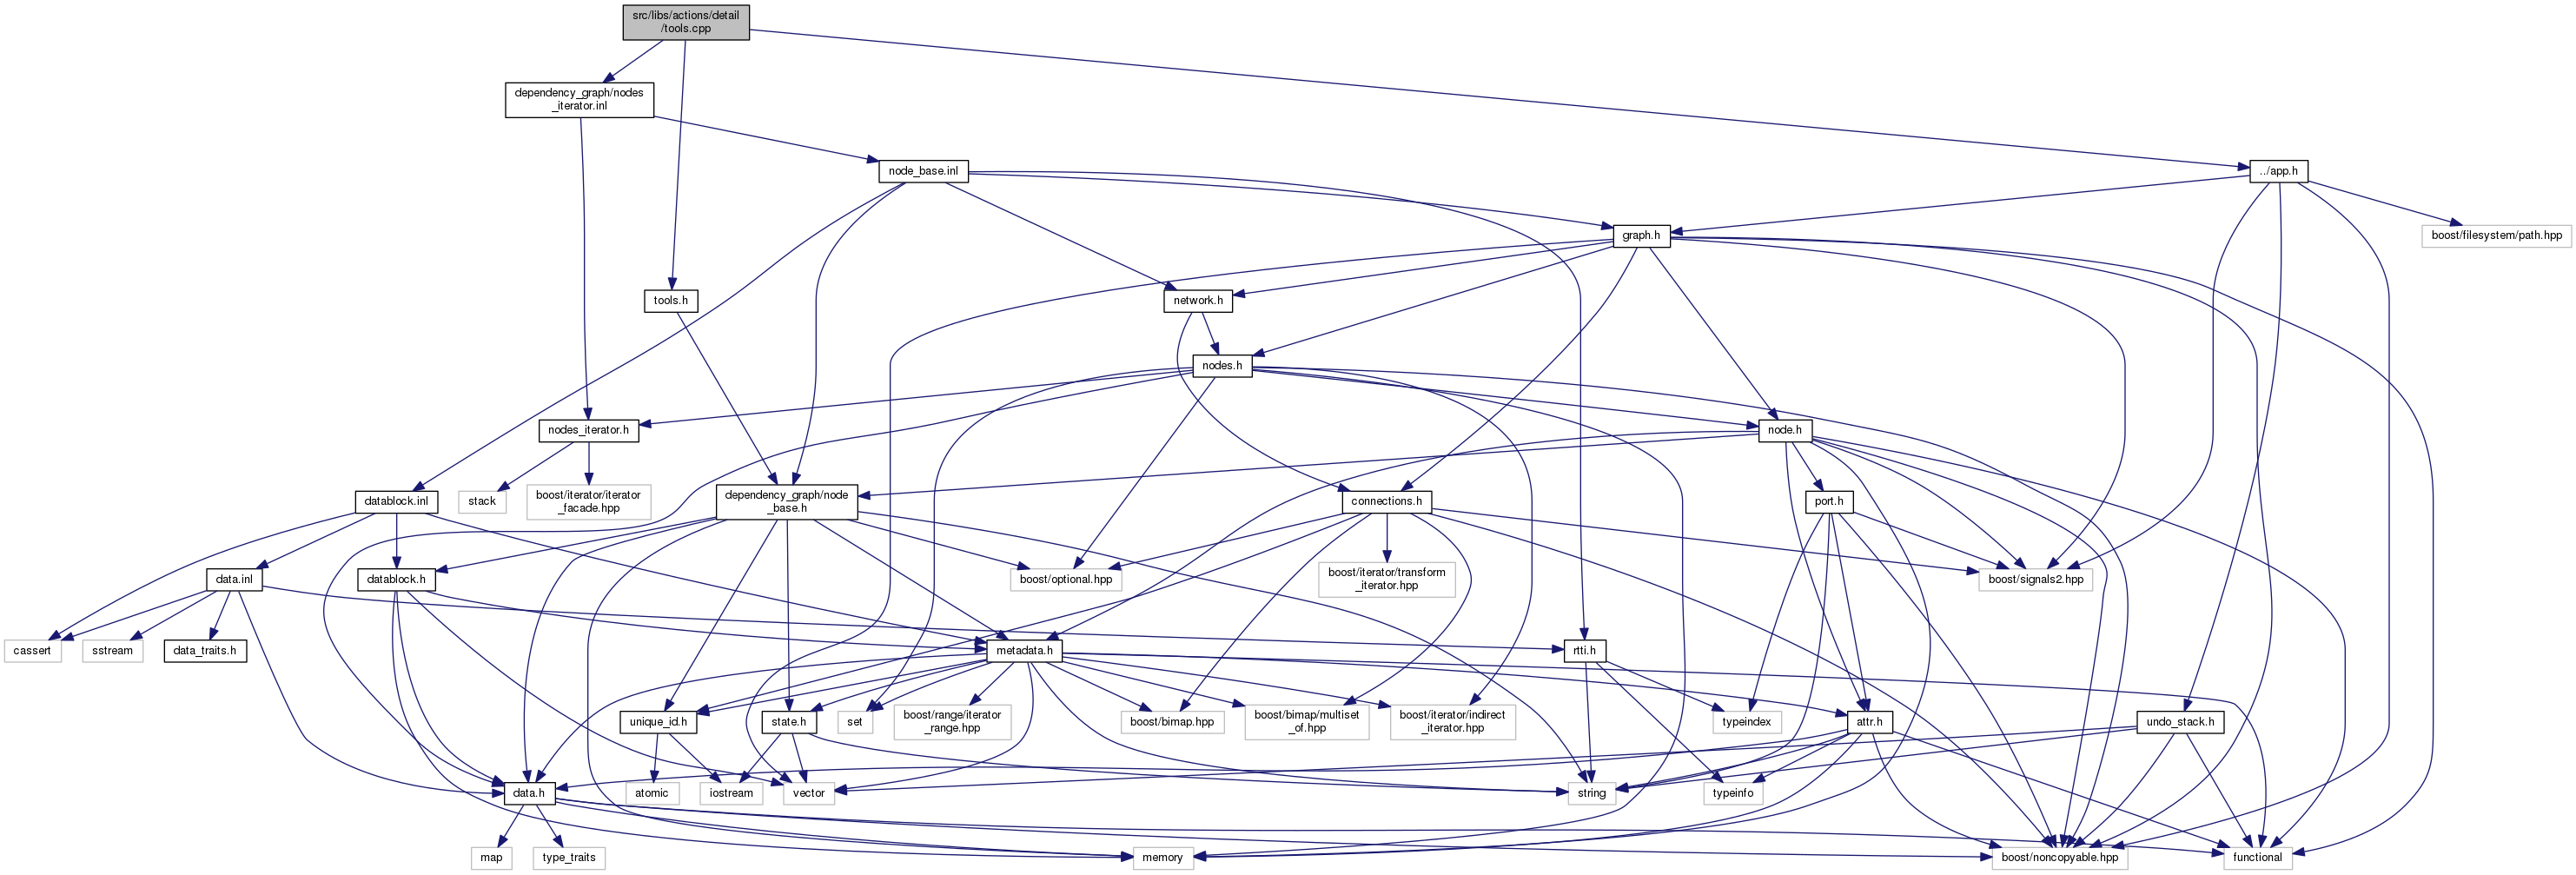 src/libs/actions/detail
/tools.cpp
dependency_graph/nodes
_iterator.inl
node_base.inl
../app.h
graph.h
boost/filesystem/path.hpp
tools.h
network.h
nodes.h
nodes_iterator.h
node.h
datablock.inl
stack
boost/iterator/iterator
_facade.hpp
dependency_graph/node
_base.h
connections.h
port.h
data.inl
datablock.h
boost/optional.hpp
boost/iterator/transform
_iterator.hpp
boost/signals2.hpp
cassert
sstream
data_traits.h
metadata.h
rtti.h
unique_id.h
state.h
set
boost/range/iterator
_range.hpp
boost/bimap.hpp
boost/bimap/multiset
_of.hpp
boost/iterator/indirect
_iterator.hpp
typeindex
attr.h
undo_stack.h
data.h
atomic
iostream
vector
string
typeinfo
map
type_traits
memory
boost/noncopyable.hpp
functional